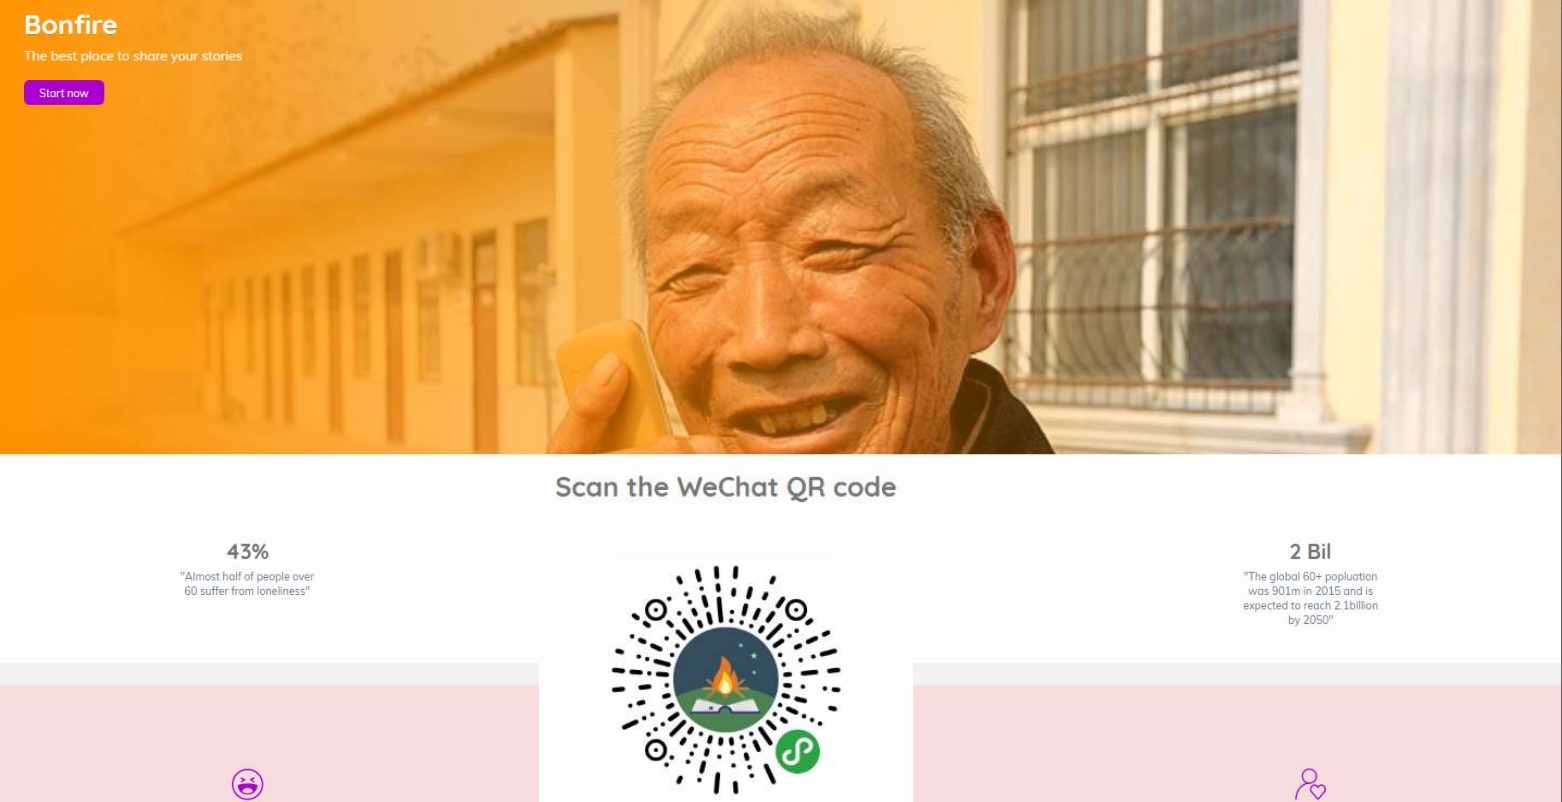 Bonfire
The best place to share your stories
Start now
Scan the WeChat QR code
43%
"Almost half of people over
60 suffer from loneliness"
2 Bil
"The global 60+ popluation
was 901m in 2015 and is
expected to reach 2.1billion
by 2050"